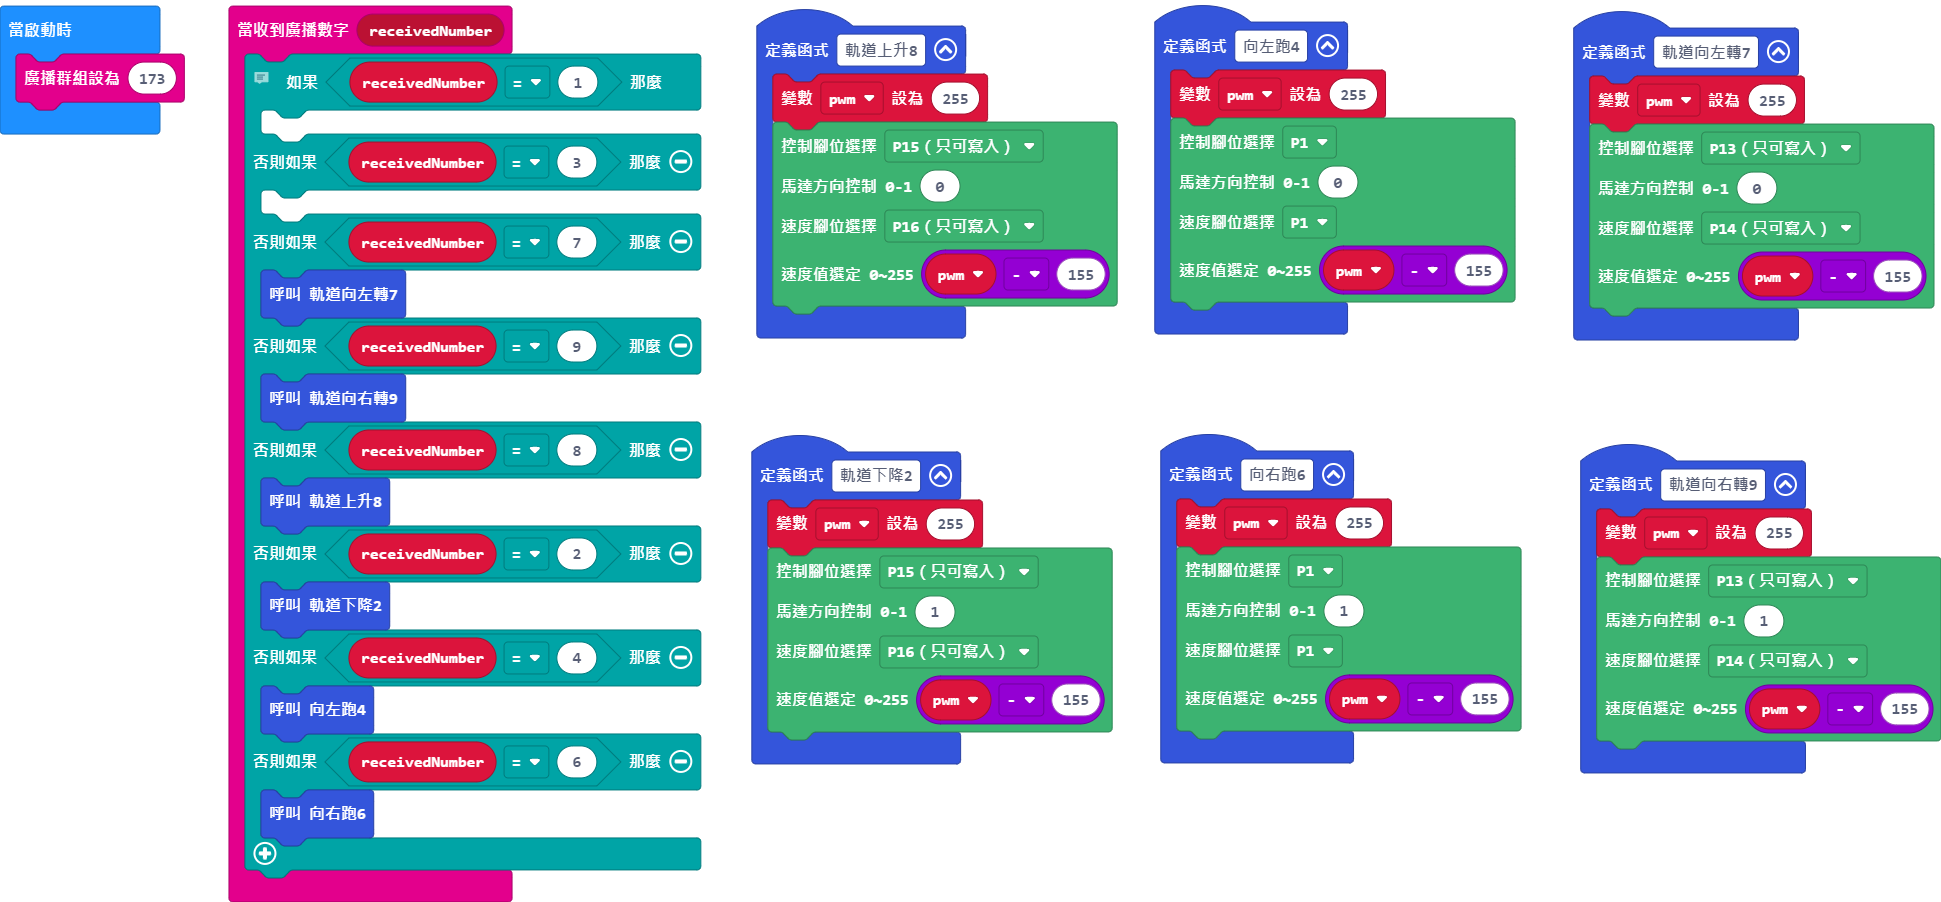 當啟動時
廣播群組設為 173
當收到廣播數字 receivedNumber
如果 receivedNumber = 1 那麼
否則如果 receivedNumber = 3 那麼
否則如果 receivedNumber = 7 那麼
呼叫 軌道向左轉7
否則如果 receivedNumber = 9 那麼
呼叫 軌道向右轉9
否則如果 receivedNumber = 8 那麼
呼叫 軌道上升8
否則如果 receivedNumber = 2 那麼
呼叫 軌道下降2
否則如果 receivedNumber = 4 那麼
呼叫 向左跑4
否則如果 receivedNumber = 6 那麼
呼叫 向右跑6
定義函式 軌道上升8
變數 pwm 設為 255
控制腳位選擇 P15（只可寫入）
馬達方向控制 0-1 0
速度腳位選擇 P16（只可寫入）
速度值選定 0~255 pwm - 155
定義函式 向左跑4
變數 pwm 設為 255
控制腳位選擇 P1
馬達方向控制 0-1 0
速度腳位選擇 P1
速度值選定 0~255 pwm - 155
定義函式 軌道向左轉7
變數 pwm 設為 255
控制腳位選擇 P13（只可寫入）
馬達方向控制 0-1 0
速度腳位選擇 P14（只可寫入）
速度值選定 0~255 pwm - 155
定義函式 軌道下降2
變數 pwm 設為 255
控制腳位選擇 P15（只可寫入）
馬達方向控制 0-1 1
速度腳位選擇 P16（只可寫入）
速度值選定 0~255 pwm - 155
定義函式 向右跑6
變數 pwm 設為 255
控制腳位選擇 P1
馬達方向控制 0-1 1
速度腳位選擇 P1
速度值選定 0~255 pwm - 155
定義函式 軌道向右轉9
變數 pwm 設為 255
控制腳位選擇 P13（只可寫入）
馬達方向控制 0-1 1
速度腳位選擇 P14（只可寫入）
速度值選定 0~255 pwm - 155